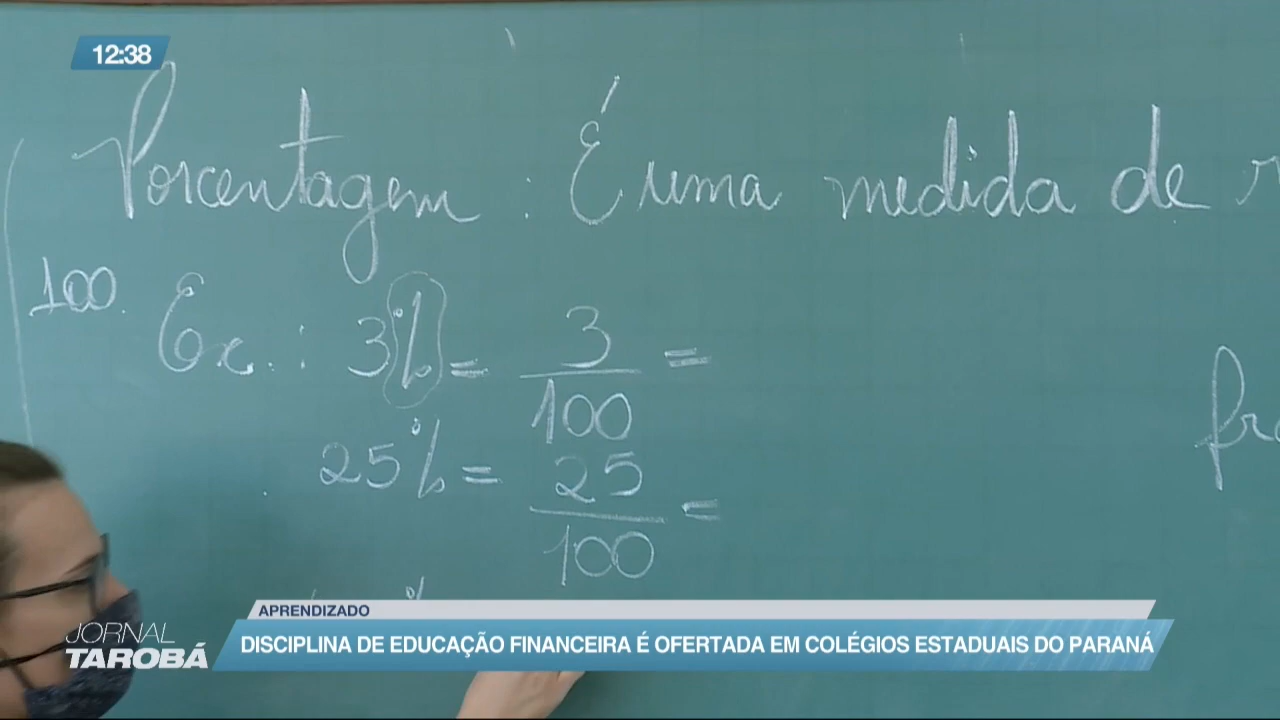 12:38
Porcentagem : É uma medida de
100.
Ex.: 3% = 3/100 =
25% = 25/100 =
%
APRENDIZADO
DISCIPLINA DE EDUCAÇÃO FINANCEIRA É OFERTADA EM COLÉGIOS ESTADUAIS DO PARANÁ
JORNAL
TAROBÁ